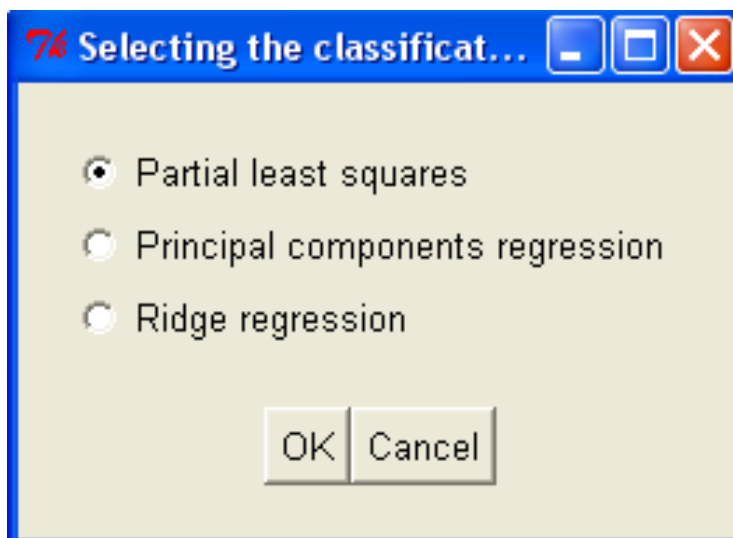 Selecting the classificat...
Partial least squares
Principal components regression
Ridge regression
OK Cancel